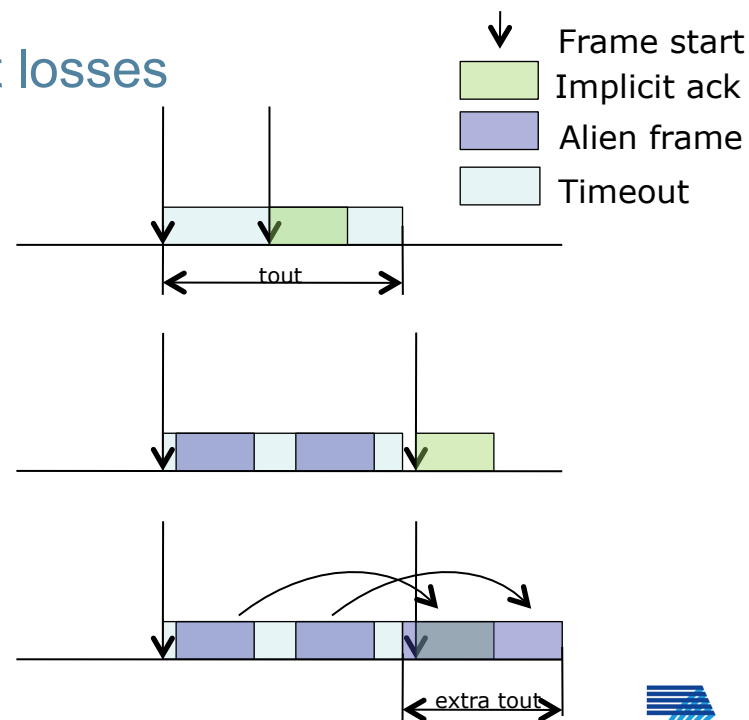 t losses
Frame start
Implicit ack
Alien frame
Timeout
tout
extra tout